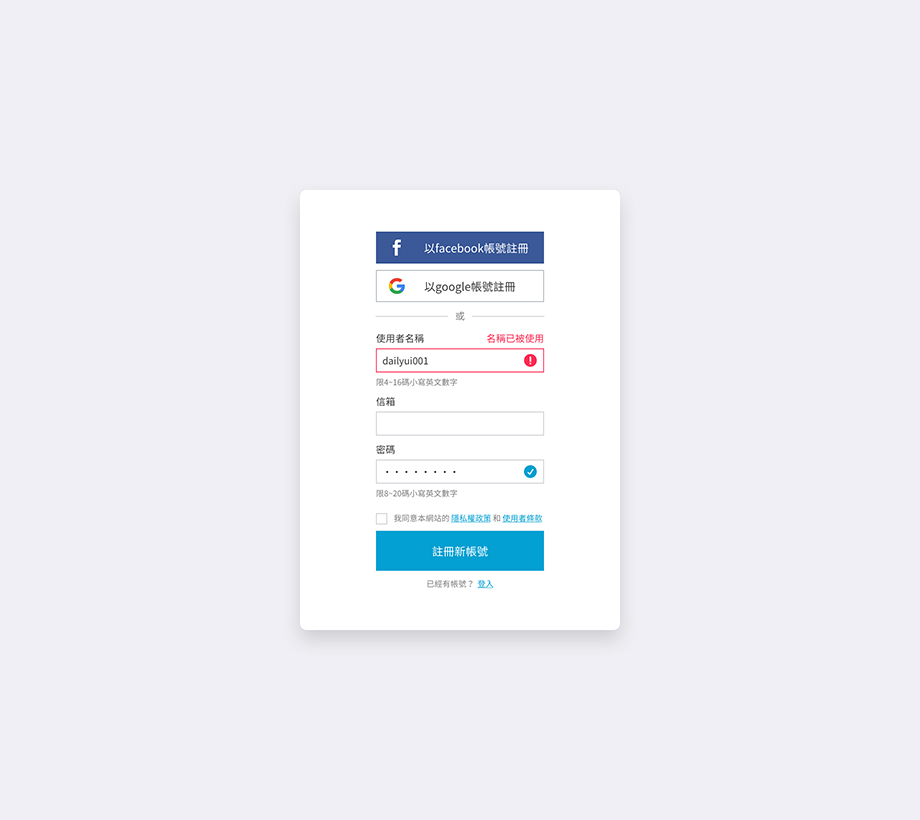 以facebook帳號註冊
以google帳號註冊
或
使用者名稱 名稱已被使用
dailyui001
限4~16碼小寫英文數字
信箱
密碼
限8~20碼小寫英文數字
我同意本網站的 隱私權政策 和 使用者條款
註冊新帳號
已經有帳號？ 登入